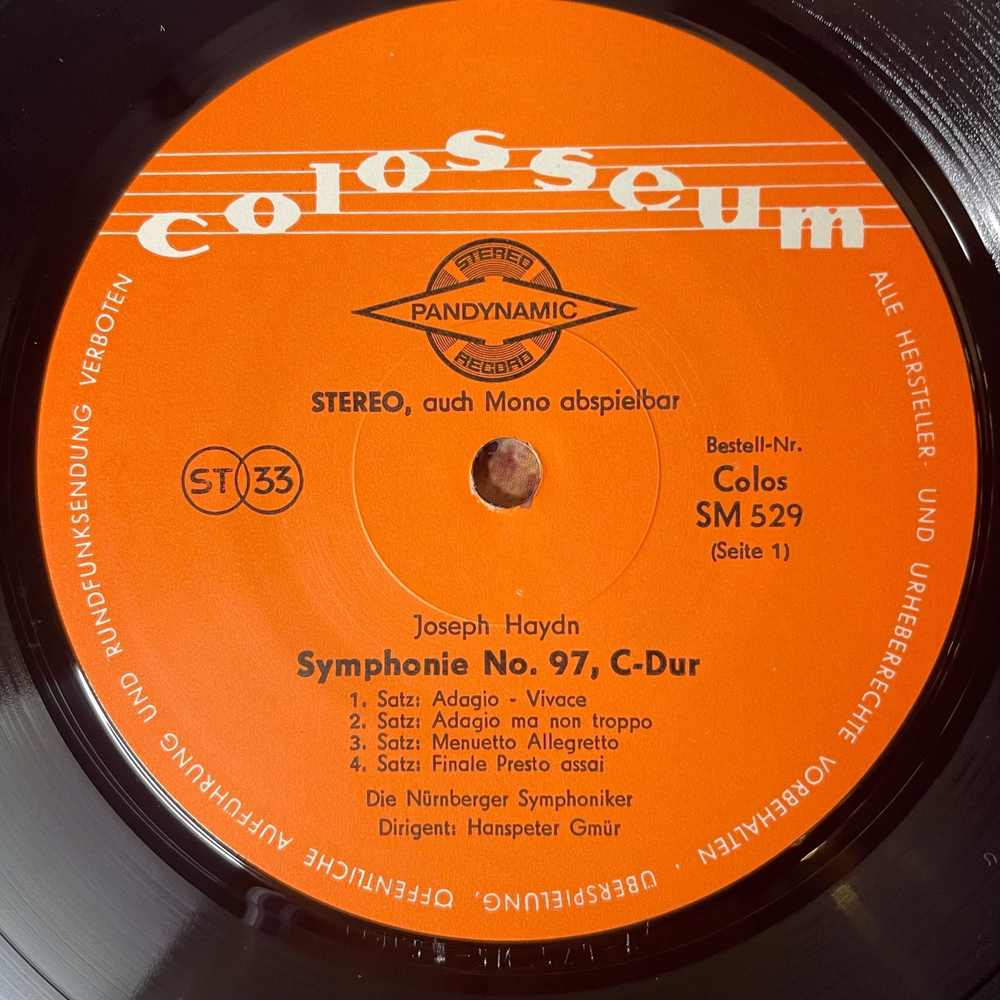 colosseum
STEREO
PANDYNAMIC
RECORD
STEREO, auch Mono abspielbar
ST 33
Bestell-Nr.
Colos
SM 529
(Seite 1)
Joseph Haydn
Symphonie No. 97, C-Dur
1. Satz: Adagio - Vivace
2. Satz: Adagio ma non troppo
3. Satz: Menuetto Allegretto
4. Satz: Finale Presto assai
Die Nürnberger Symphoniker
Dirigent: Hanspeter Gmür
ALLE HERSTELLER- UND URHEBERRECHTE VORBEHALTEN · ÜBERSPIELUNG, ÖFFENTLICHE AUFFÜHRUNG UND RUNDFUNKSENDUNG VERBOTEN